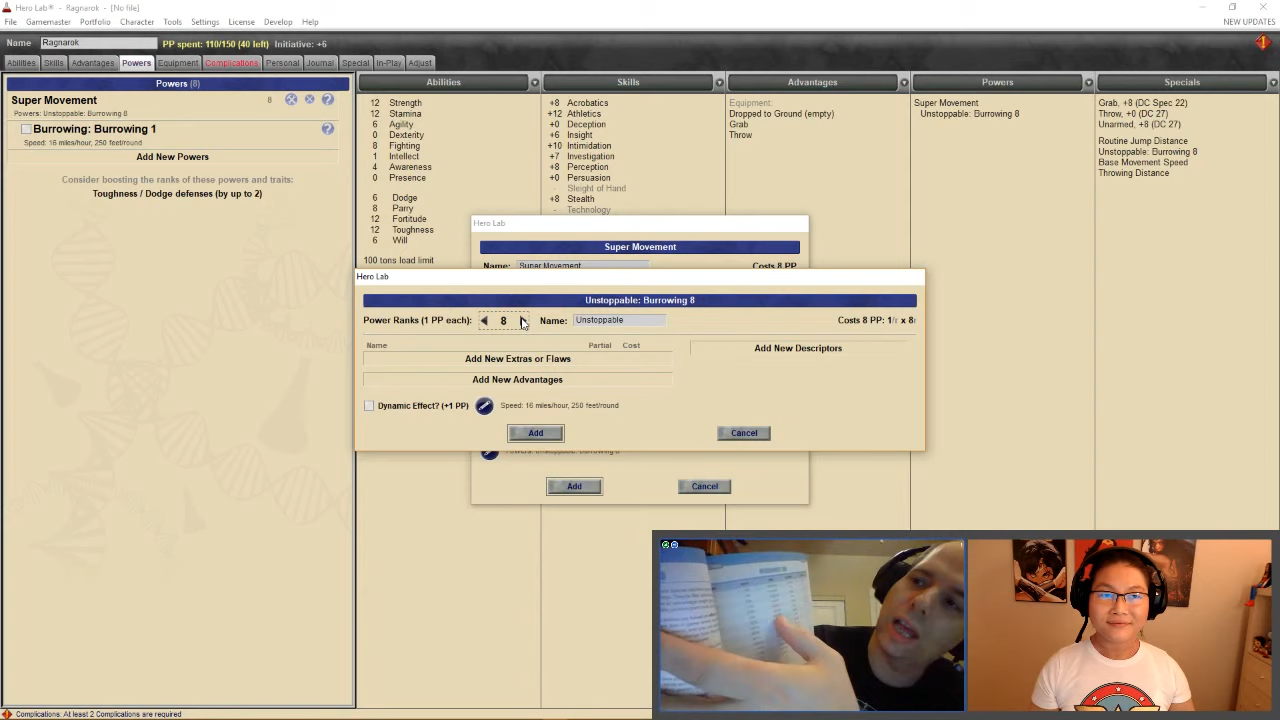 Hero Lab® - Ragnarok - [No file]
File Gamemaster Portfolio Character Tools Settings License Develop Help
NEW UPDATES
Name Ragnarok PP spent: 110/150 (40 left) Initiative: +6
Abilities Skills Advantages Powers Equipment Complications Personal Journal Special In-Play Adjust
Powers (8)
Super Movement 8
Powers: Unstoppable: Burrowing 8
Burrowing: Burrowing 1
Speed: 16 miles/hour, 250 feet/round
Add New Powers
Consider boosting the ranks of these powers and traits:
Toughness / Dodge defenses (by up to 2)
Abilities
12 Strength
12 Stamina
6 Agility
0 Dexterity
8 Fighting
1 Intellect
4 Awareness
0 Presence
6 Dodge
8 Parry
12 Fortitude
12 Toughness
6 Will
100 tons load limit
Skills
+8 Acrobatics
+12 Athletics
+0 Deception
+6 Insight
+10 Intimidation
+7 Investigation
+8 Perception
+0 Persuasion
- Sleight of Hand
+8 Stealth
- Technology
Advantages
Equipment:
Dropped to Ground (empty)
Grab
Throw
Powers
Super Movement
Unstoppable: Burrowing 8
Specials
Grab, +8 (DC Spec 22)
Throw, +0 (DC 27)
Unarmed, +8 (DC 27)
Routine Jump Distance
Unstoppable: Burrowing 8
Base Movement Speed
Throwing Distance
Hero Lab
Super Movement
Name: Super Movement Costs 8 PP
Hero Lab
Unstoppable: Burrowing 8
Power Ranks (1 PP each): 8 Name: Unstoppable Costs 8 PP: 1/r x 8r
Name Partial Cost
Add New Extras or Flaws
Add New Descriptors
Add New Advantages
Dynamic Effect? (+1 PP) Speed: 16 miles/hour, 250 feet/round
Add Cancel
Powers: Unstoppable: Burrowing 8
Add Cancel
Complications: At least 2 Complications are required